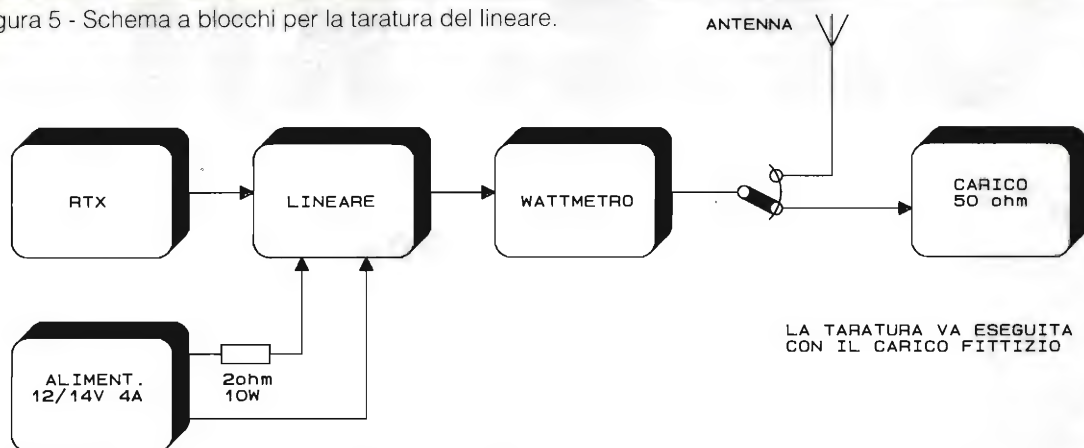 gura 5 - Schema a blocchi per la taratura del lineare.
ANTENNA
RTX
LINEARE
WATTMETRO
CARICO
50 ohm
ALIMENT.
12/14V 4A
2ohm
10W
LA TARATURA VA ESEGUITA
CON IL CARICO FITTIZIO